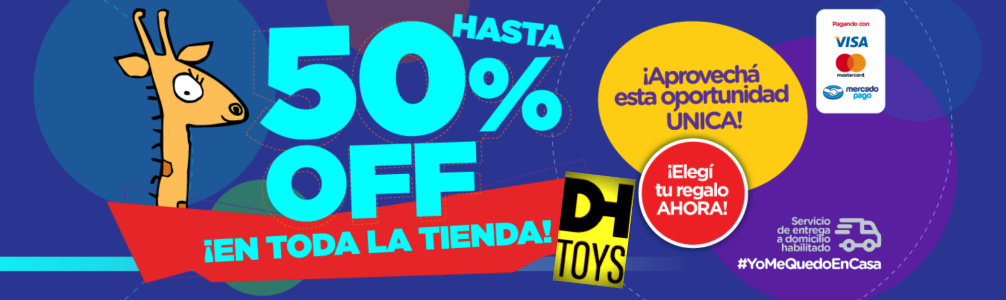 HASTA
50%
OFF
¡EN TODA LA TIENDA!
DH
TOYS
¡Aprovechá
esta oportunidad
ÚNICA!
¡Elegí
tu regalo
AHORA!
Pagando con
VISA
mastercard
mercado
pago
Servicio
de entrega
a domicilio
habilitado
#YoMeQuedoEnCasa